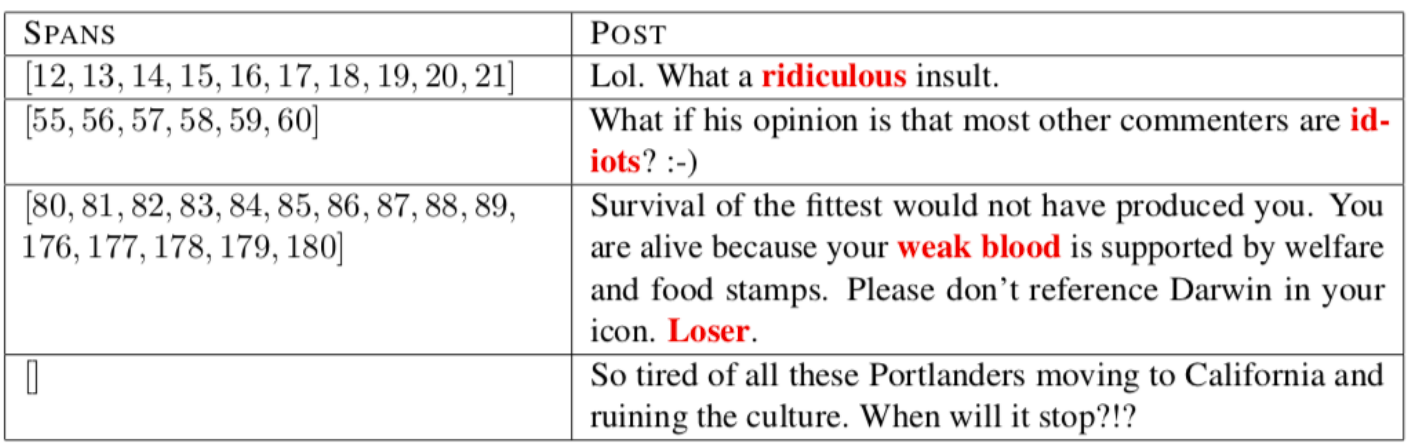 SPANS POST
[12, 13, 14, 15, 16, 17, 18, 19, 20, 21] Lol. What a ridiculous insult.
[55, 56, 57, 58, 59, 60] What if his opinion is that most other commenters are id-
iots? :-)
[80, 81, 82, 83, 84, 85, 86, 87, 88, 89, Survival of the fittest would not have produced you. You
176, 177, 178, 179, 180] are alive because your weak blood is supported by welfare
and food stamps. Please don't reference Darwin in your
icon. Loser.
[] So tired of all these Portlanders moving to California and
ruining the culture. When will it stop?!?